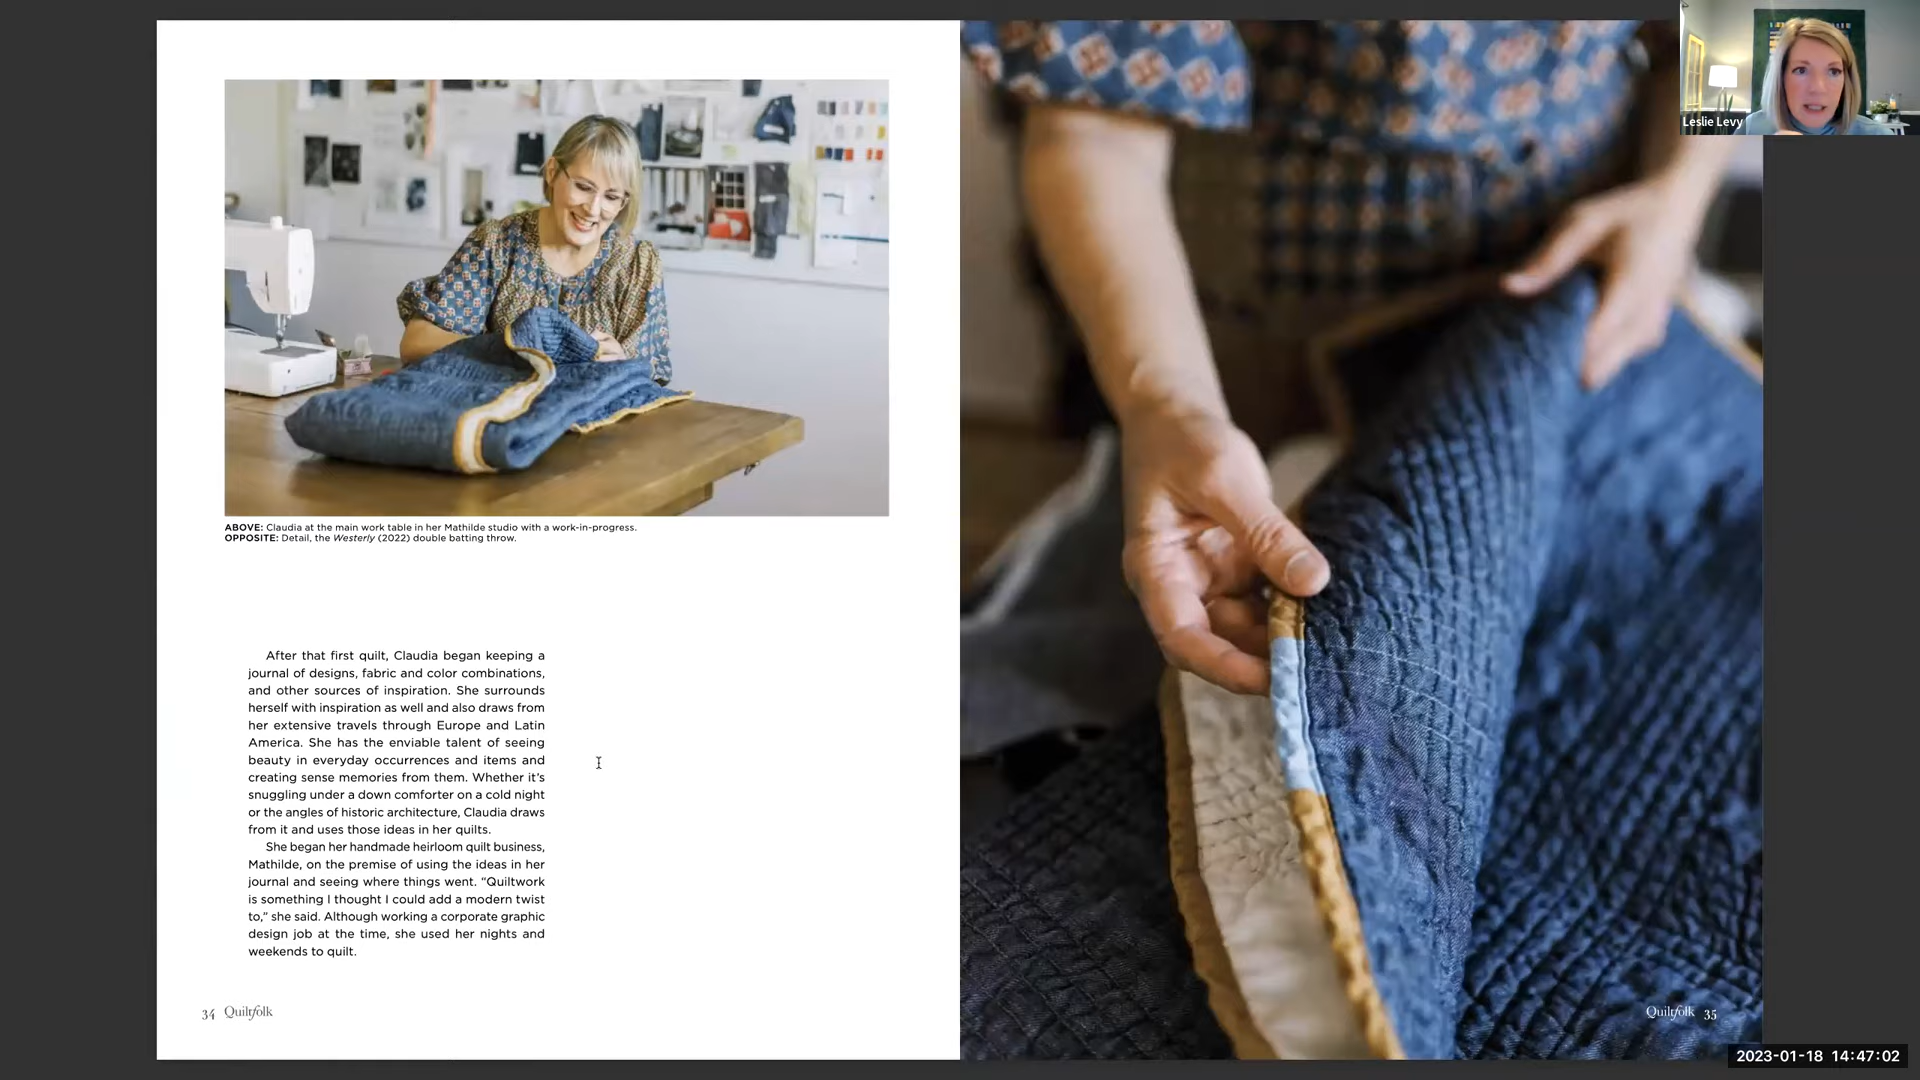 Leslie Levy
ABOVE: Claudia at the main work table in her Mathilde studio with a work-in-progress.
OPPOSITE: Detail, the Westerly (2022) double batting throw.
After that first quilt, Claudia began keeping a
journal of designs, fabric and color combinations,
and other sources of inspiration. She surrounds
herself with inspiration as well and also draws from
her extensive travels through Europe and Latin
America. She has the enviable talent of seeing
beauty in everyday occurrences and items and
creating sense memories from them. Whether it’s
snuggling under a down comforter on a cold night
or the angles of historic architecture, Claudia draws
from it and uses those ideas in her quilts.
She began her handmade heirloom quilt business,
Mathilde, on the premise of using the ideas in her
journal and seeing where things went. “Quiltwork
is something I thought I could add a modern twist
to,” she said. Although working a corporate graphic
design job at the time, she used her nights and
weekends to quilt.
34 Quiltfolk
Quiltfolk 35
2023-01-18 14:47:02